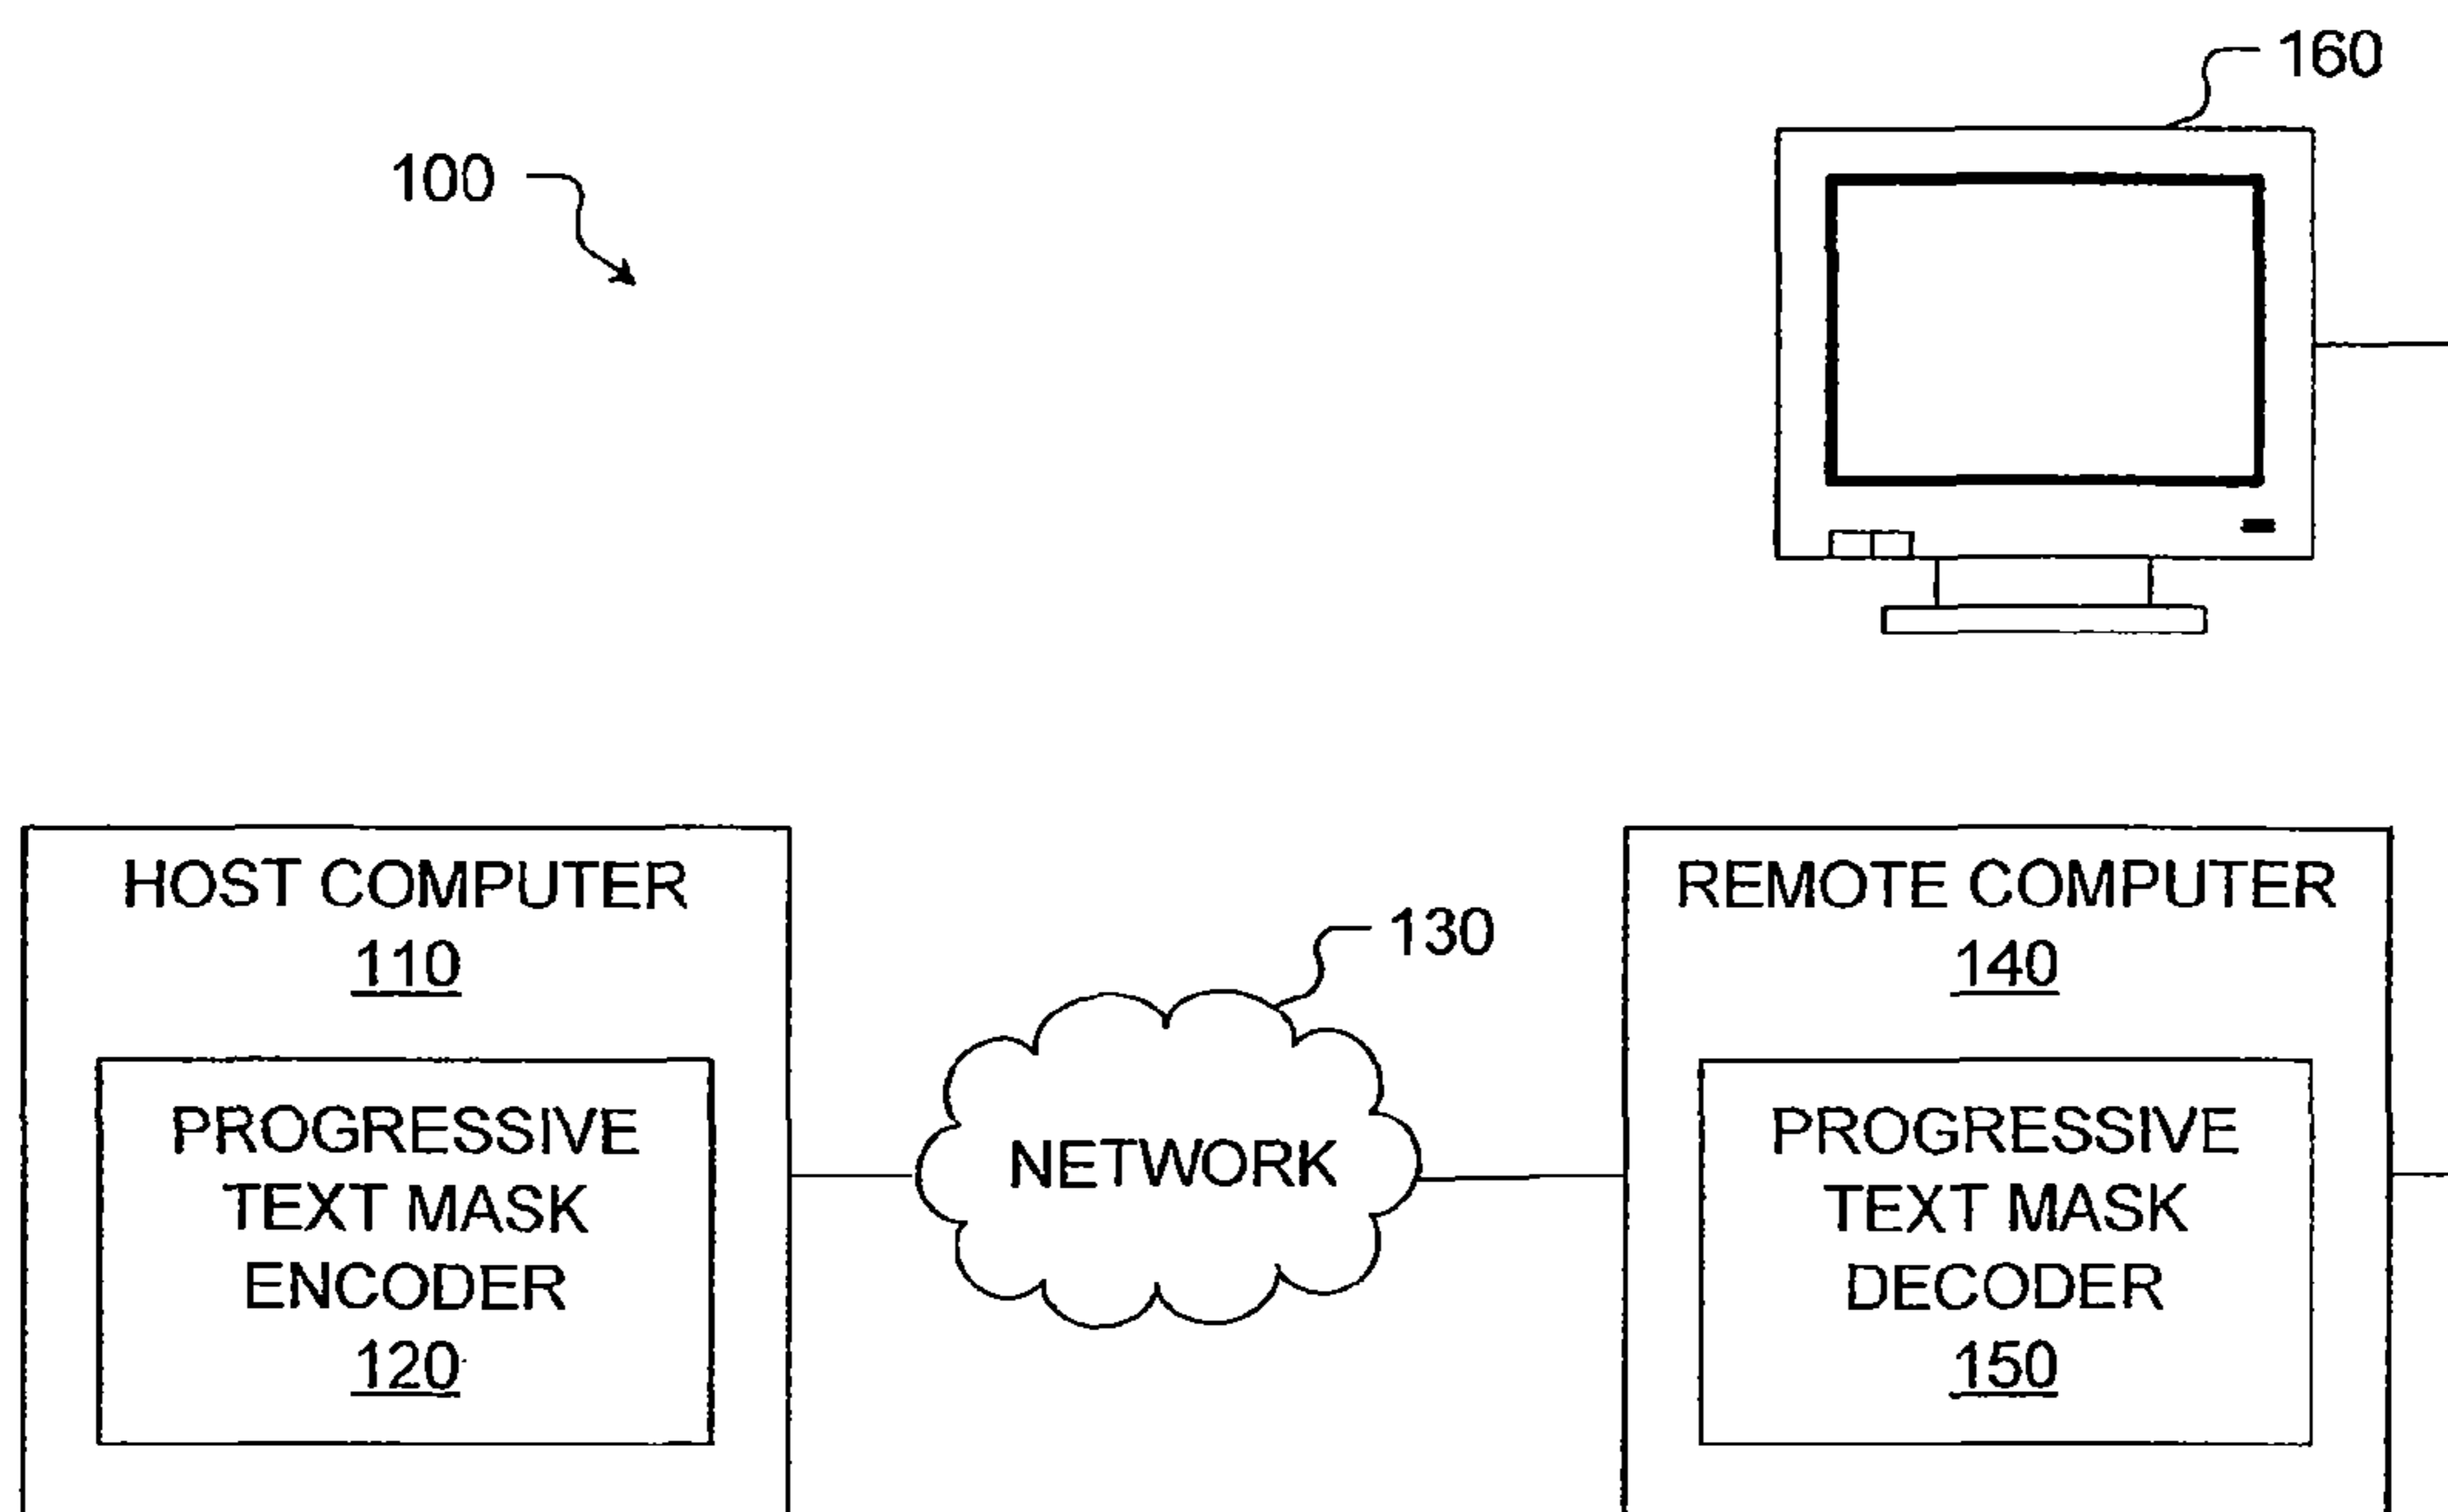 160
100
HOST COMPUTER
110
PROGRESSIVE
TEXT MASK
ENCODER
120
130
NETWORK
REMOTE COMPUTER
140
PROGRESSIVE
TEXT MASK
DECODER
150